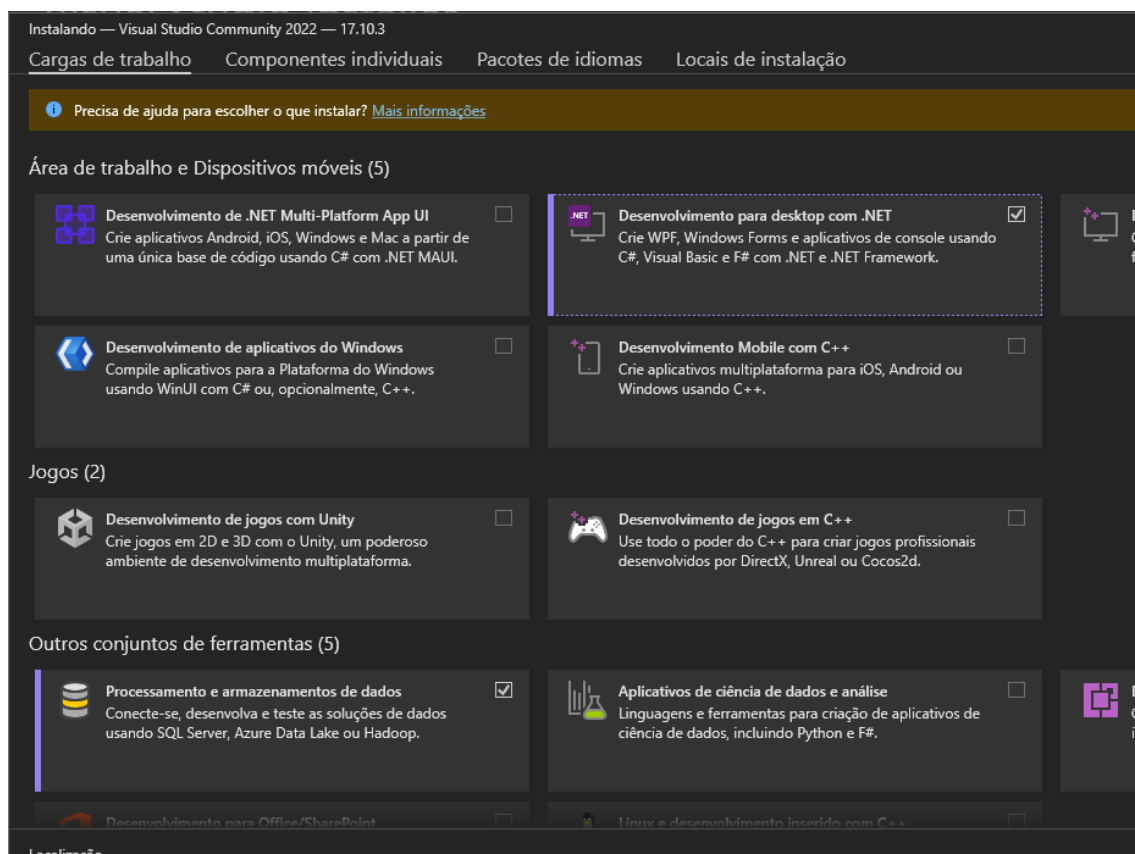 Instalando — Visual Studio Community 2022 — 17.10.3
Cargas de trabalho Componentes individuais Pacotes de idiomas Locais de instalação
Precisa de ajuda para escolher o que instalar? Mais informações
Área de trabalho e Dispositivos móveis (5)
Desenvolvimento de .NET Multi-Platform App UI
Crie aplicativos Android, iOS, Windows e Mac a partir de
uma única base de código usando C# com .NET MAUI.
.NET
Desenvolvimento para desktop com .NET
Crie WPF, Windows Forms e aplicativos de console usando
C#, Visual Basic e F# com .NET e .NET Framework.
Desenvolvimento de aplicativos do Windows
Compile aplicativos para a Plataforma do Windows
usando WinUI com C# ou, opcionalmente, C++.
Desenvolvimento Mobile com C++
Crie aplicativos multiplataforma para iOS, Android ou
Windows usando C++.
Jogos (2)
Desenvolvimento de jogos com Unity
Crie jogos em 2D e 3D com o Unity, um poderoso
ambiente de desenvolvimento multiplataforma.
Desenvolvimento de jogos em C++
Use todo o poder do C++ para criar jogos profissionais
desenvolvidos por DirectX, Unreal ou Cocos2d.
Outros conjuntos de ferramentas (5)
Processamento e armazenamentos de dados
Conecte-se, desenvolva e teste as soluções de dados
usando SQL Server, Azure Data Lake ou Hadoop.
Aplicativos de ciência de dados e análise
Linguagens e ferramentas para criação de aplicativos de
ciência de dados, incluindo Python e F#.
Desenvolvimento para Office/SharePoint
Linux e desenvolvimento inserido com C++
Localização